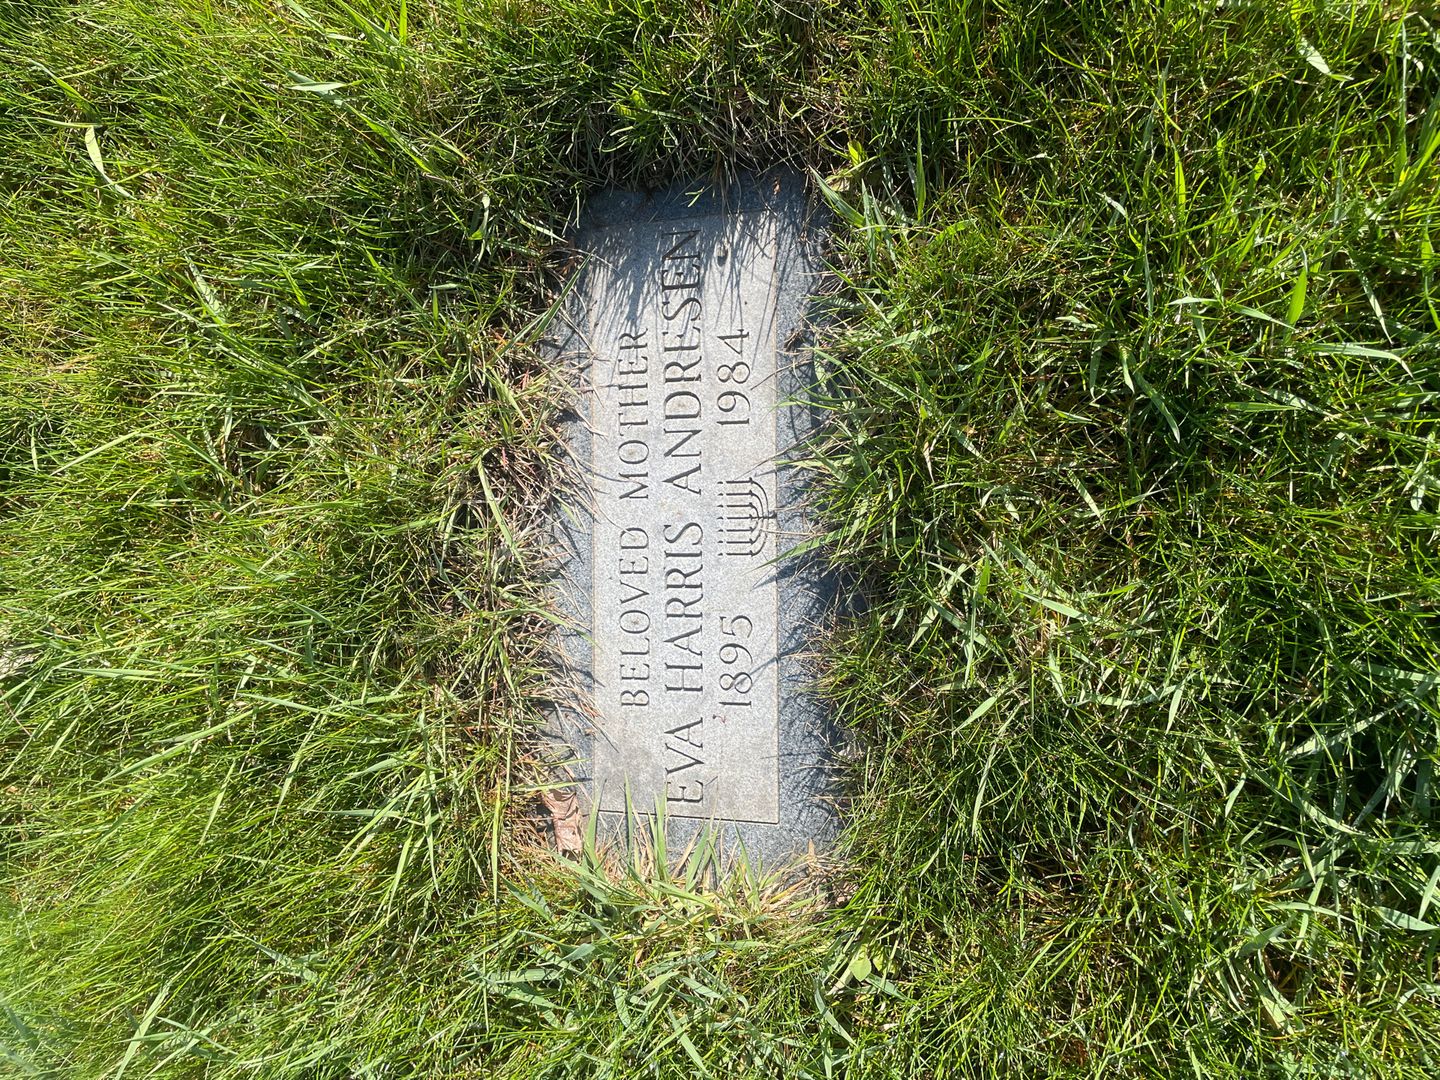 BELOVED MOTHER
EVA HARRIS ANDRESEN
1895 1984